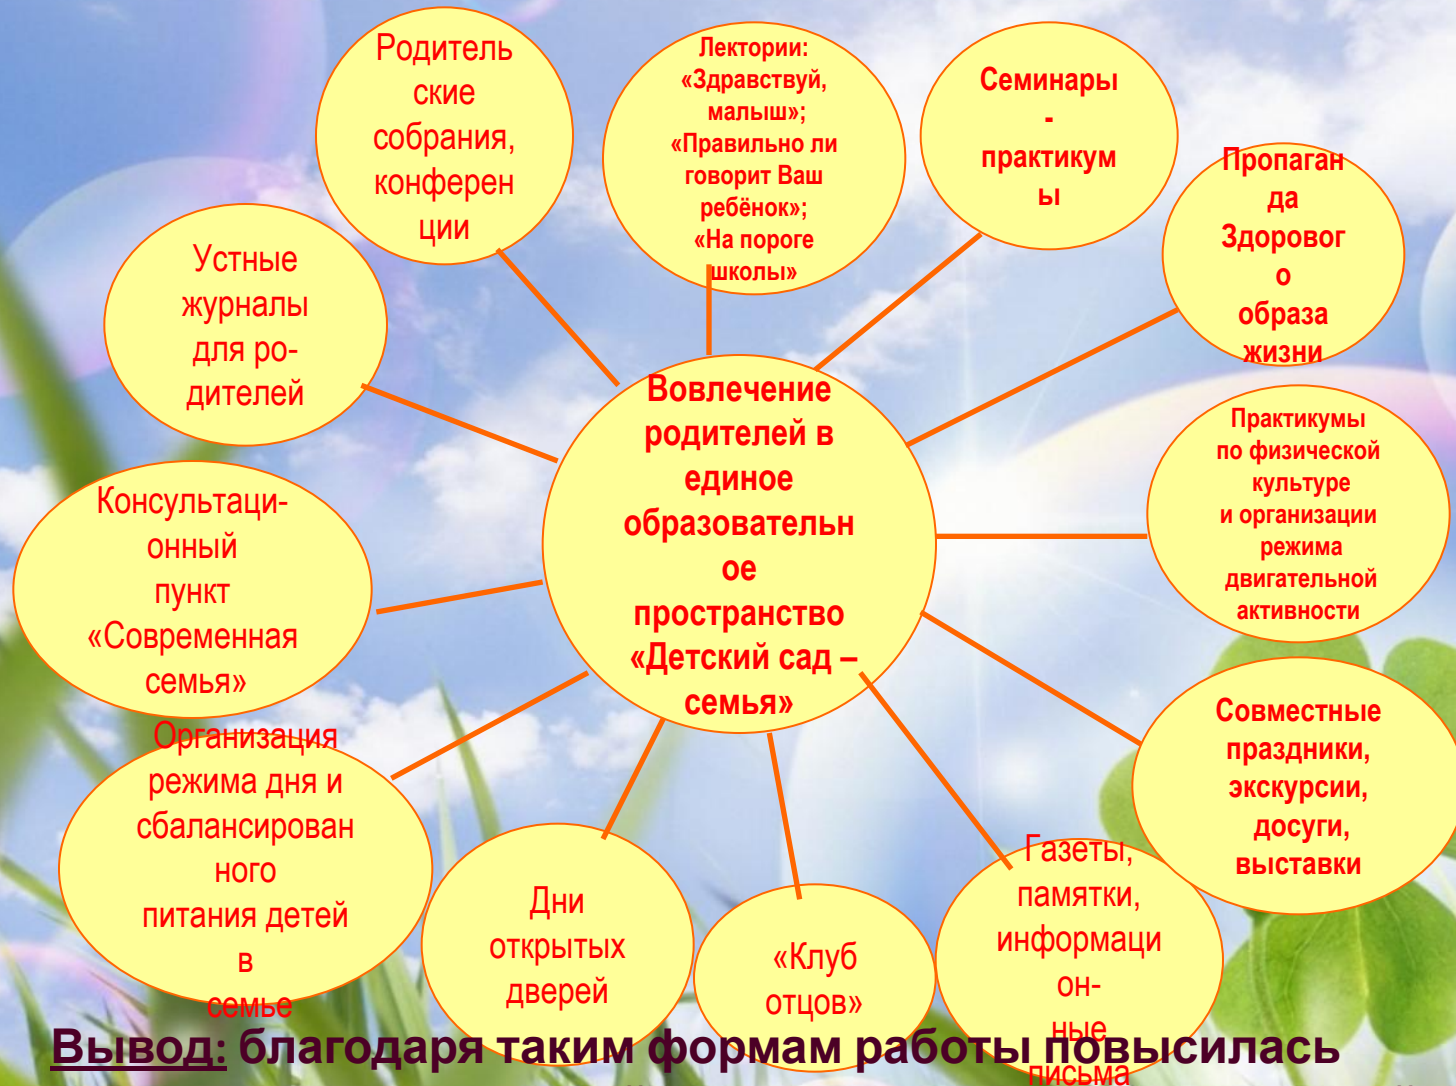 Родитель
ские
собрания,
конферен
ции
Лектории:
«Здравствуй,
малыш»;
«Правильно ли
говорит Ваш
ребёнок»;
«На пороге
школы»
Семинары
-
практикум
ы
Пропаган
да
Здоровог
о
образа
жизни
Устные
журналы
для ро-
дителей
Вовлечение
родителей в
единое
образовательн
ое
пространство
«Детский сад –
семья»
Практикумы
по физической
культуре
и организации
режима
двигательной
активности
Консультаци-
онный
пункт
«Современная
семья»
Совместные
праздники,
экскурсии,
досуги,
выставки
Организация
режима дня и
сбалансирован
ного
питания детей
в
семье
Дни
открытых
дверей
«Клуб
отцов»
Газеты,
памятки,
информаци
он-
ные
письма
Вывод: благодаря таким формам работы повысилась